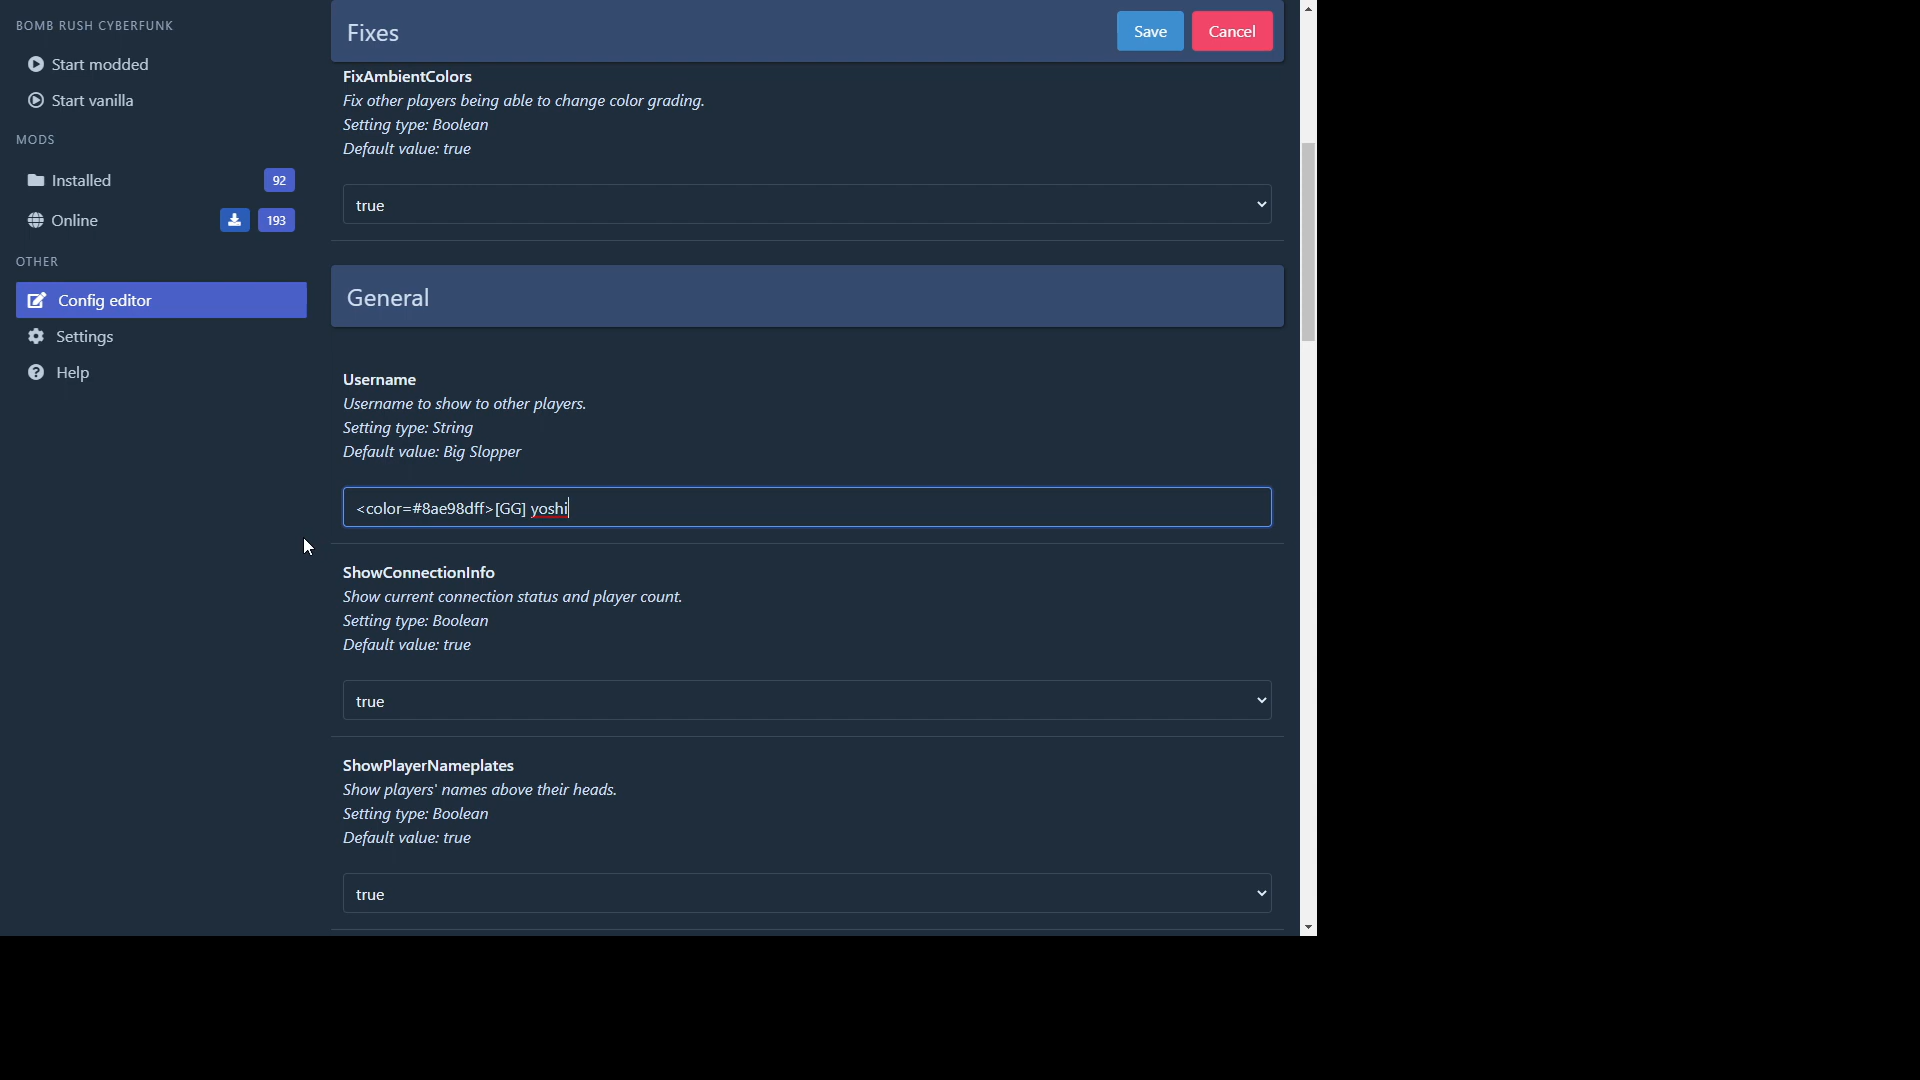 BOMB RUSH CYBERFUNK
Start modded
Start vanilla
MODS
Installed 92
Online 193
OTHER
Config editor
Settings
Help
Fixes Save Cancel
FixAmbientColors
Fix other players being able to change color grading.
Setting type: Boolean
Default value: true
true
General
Username
Username to show to other players.
Setting type: String
Default value: Big Slopper
<color=#8ae98dff>[GG] yoshi
ShowConnectionInfo
Show current connection status and player count.
Setting type: Boolean
Default value: true
true
ShowPlayerNameplates
Show players' names above their heads.
Setting type: Boolean
Default value: true
true